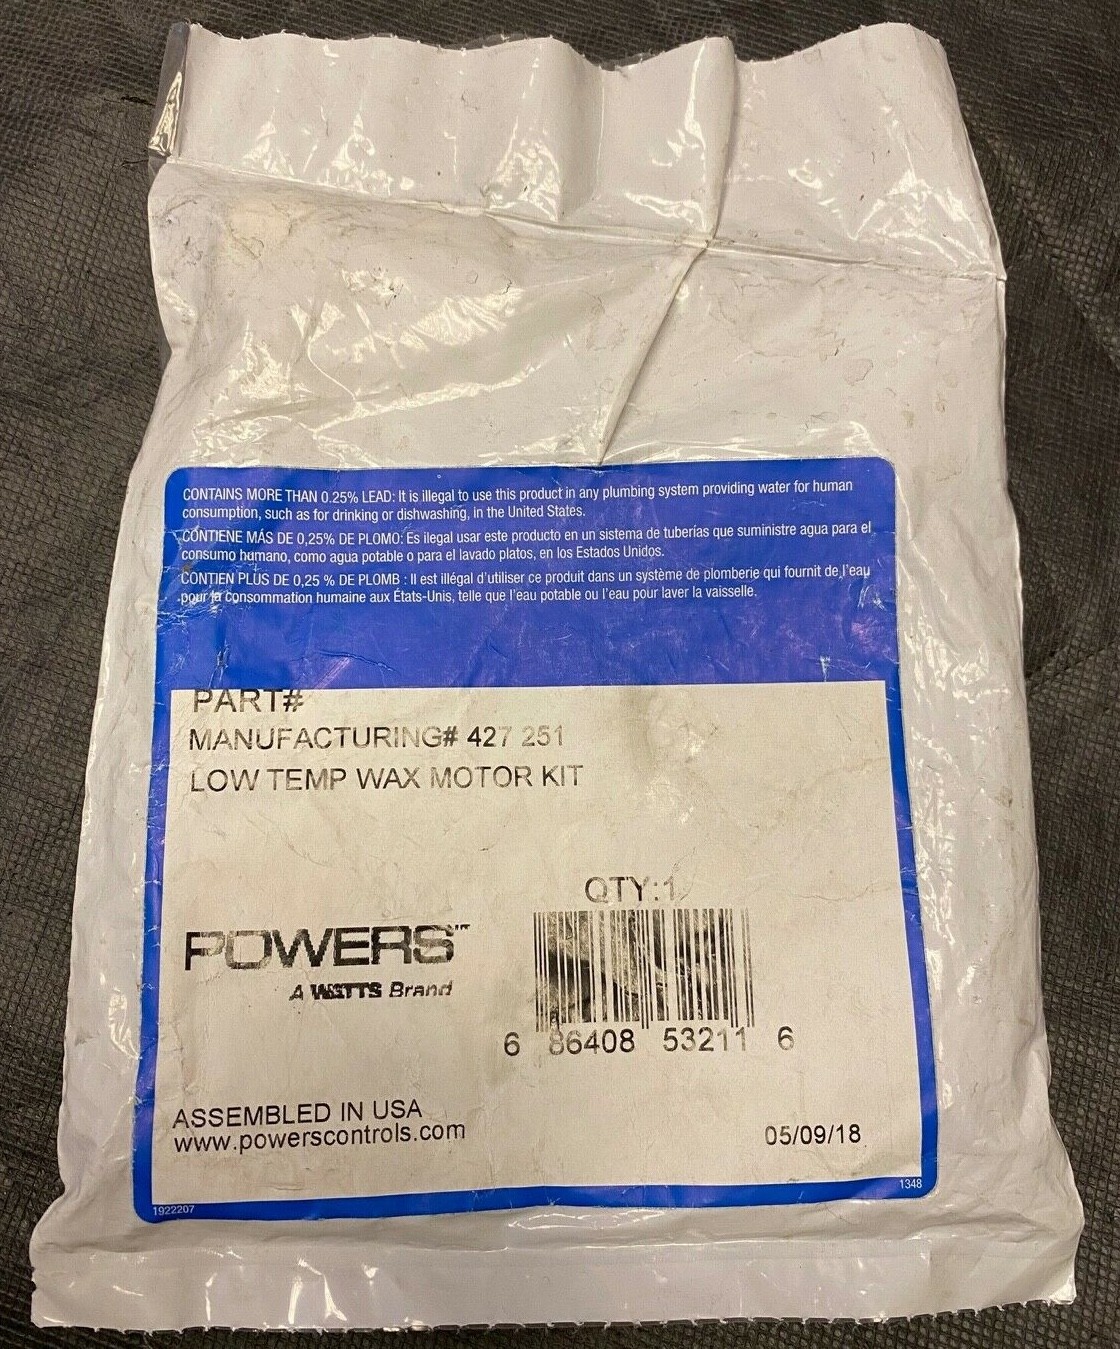 CONTAINS MORE THAN 0.25% LEAD: It is illegal to use this product in any plumbing system providing water for human
consumption, such as for drinking or dishwashing, in the United States.
CONTIENE MÁS DE 0,25% DE PLOMO: Es ilegal usar este producto en un sistema de tuberías que suministre agua para el
consumo humano, como agua potable o para el lavado platos, en los Estados Unidos.
CONTIEN PLUS DE 0,25 % DE PLOMB : Il est illégal d'utiliser ce produit dans un système de plomberie qui fournit de l'eau
pour la consommation humaine aux États-Unis, telle que l'eau potable ou l'eau pour laver la vaisselle.
PART#
MANUFACTURING# 427 251
LOW TEMP WAX MOTOR KIT
QTY:1
POWERS™
A WATTS Brand
6 86408 53211 6
ASSEMBLED IN USA
www.powerscontrols.com
05/09/18
1922207
1348